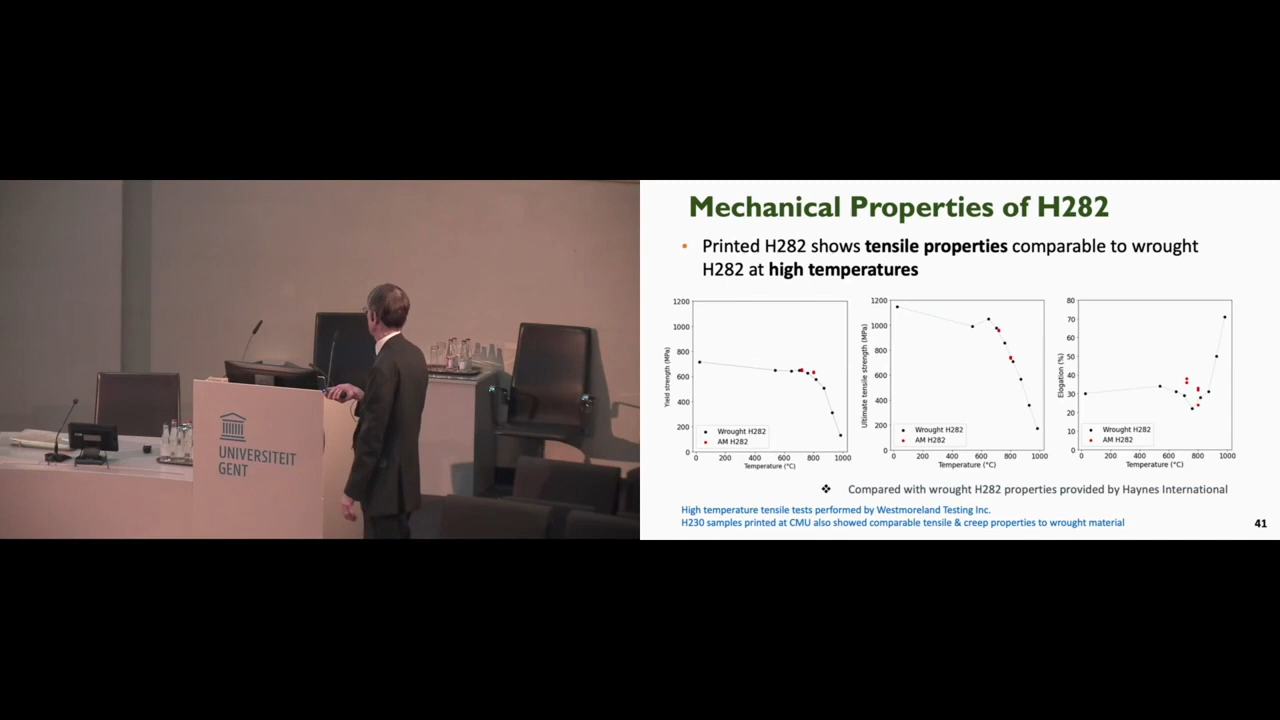 UNIVERSITEIT
GENT
Mechanical Properties of H282
• Printed H282 shows tensile properties comparable to wrought
H282 at high temperatures
1200
1000
800
600
400
200
0
Yield strength (MPa)
Wrought H282
AM H282
0 200 400 600 800 1000
Temperature (°C)
1200
1000
800
600
400
200
0
Ultimate tensile strength (MPa)
Wrought H282
AM H282
0 200 400 600 800 1000
Temperature (°C)
80
70
60
50
40
30
20
10
0
Elogation (%)
Wrought H282
AM H282
0 200 400 600 800 1000
Temperature (°C)
❖ Compared with wrought H282 properties provided by Haynes International
High temperature tensile tests performed by Westmoreland Testing Inc.
H230 samples printed at CMU also showed comparable tensile & creep properties to wrought material
41